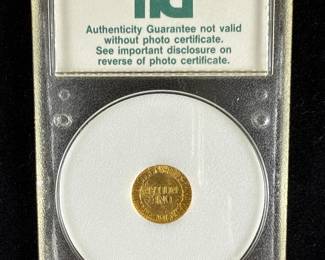 Authenticity Guarantee not valid
without photo certificate.
See important disclosure on
reverse of photo certificate.